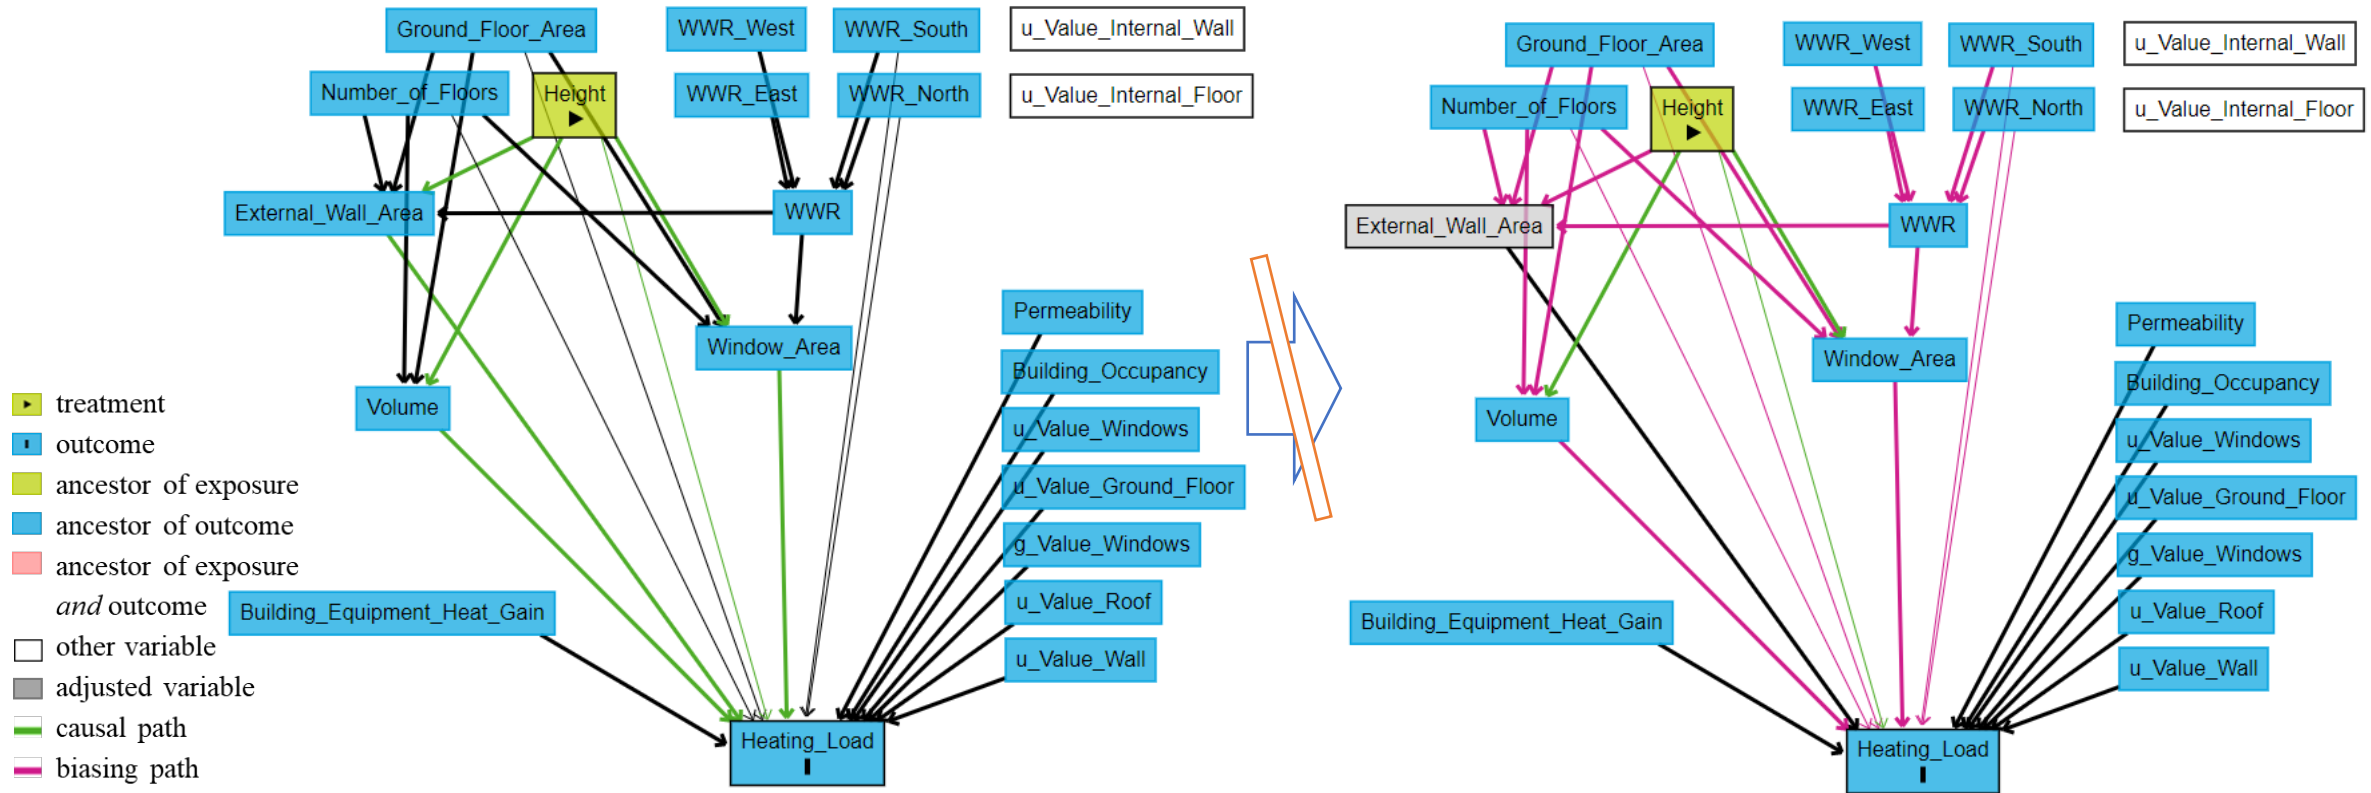 Ground_Floor_Area
WWR_West
WWR_South
u_Value_Internal_Wall
Number_of_Floors
Height
WWR_East
WWR_North
u_Value_Internal_Floor
External_Wall_Area
WWR
Permeability
Window_Area
Building_Occupancy
Volume
u_Value_Windows
u_Value_Ground_Floor
g_Value_Windows
Building_Equipment_Heat_Gain
u_Value_Roof
u_Value_Wall
Heating_Load
treatment
outcome
ancestor of exposure
ancestor of outcome
ancestor of exposure
and outcome
other variable
adjusted variable
causal path
biasing path
Ground_Floor_Area
WWR_West
WWR_South
u_Value_Internal_Wall
Number_of_Floors
Height
WWR_East
WWR_North
u_Value_Internal_Floor
External_Wall_Area
WWR
Permeability
Window_Area
Building_Occupancy
Volume
u_Value_Windows
u_Value_Ground_Floor
g_Value_Windows
Building_Equipment_Heat_Gain
u_Value_Roof
u_Value_Wall
Heating_Load